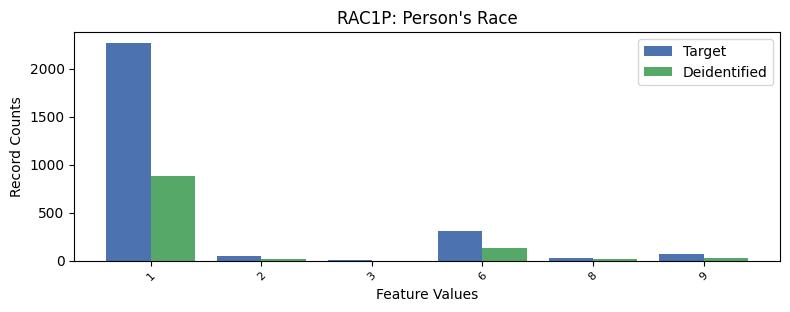 RAC1P: Person's Race
Record Counts
2000
1500
1000
500
0
Target
Deidentified
1 2 3 6 8 9
Feature Values